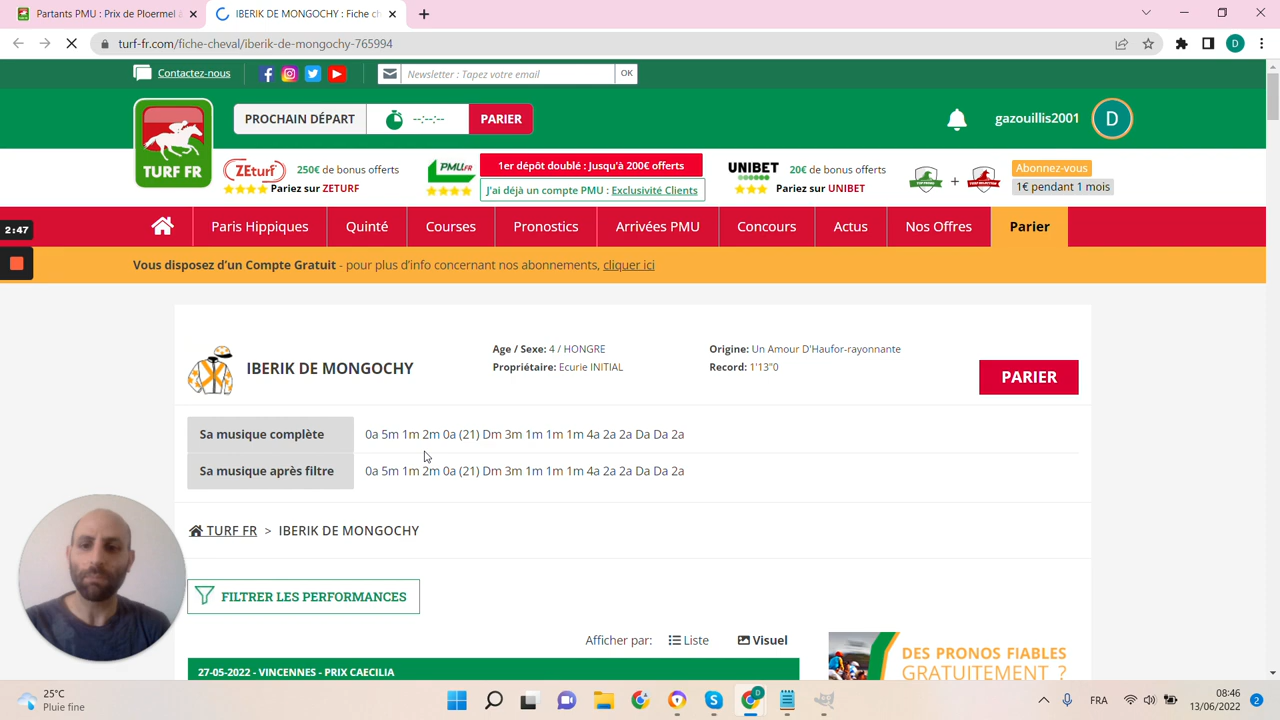 Partants PMU : Prix de Ploermel à
IBERIK DE MONGOCHY : Fiche ch
turf-fr.com/fiche-cheval/iberik-de-mongochy-765994
D
Contactez-nous
Newsletter : Tapez votre email
OK
TURF FR
PROCHAIN DÉPART
--:--:--
PARIER
gazouillis2001
D
ZEturf
250€ de bonus offerts
Pariez sur ZETURF
PMU.FR
1er dépôt doublé : Jusqu'à 200€ offerts
J'ai déjà un compte PMU : Exclusivité Clients
UNIBET
20€ de bonus offerts
Pariez sur UNIBET
+
Abonnez-vous
1€ pendant 1 mois
2:47
Paris Hippiques
Quinté
Courses
Pronostics
Arrivées PMU
Concours
Actus
Nos Offres
Parier
Vous disposez d'un Compte Gratuit - pour plus d'info concernant nos abonnements, cliquer ici
IBERIK DE MONGOCHY
Age / Sexe: 4 / HONGRE
Propriétaire: Ecurie INITIAL
Origine: Un Amour D'Haufor-rayonnante
Record: 1'13"0
PARIER
Sa musique complète
0a 5m 1m 2m 0a (21) Dm 3m 1m 1m 1m 4a 2a 2a Da Da 2a
Sa musique après filtre
0a 5m 1m 2m 0a (21) Dm 3m 1m 1m 1m 4a 2a 2a Da Da 2a
TURF FR > IBERIK DE MONGOCHY
FILTRER LES PERFORMANCES
Afficher par:
Liste
Visuel
27-05-2022 - VINCENNES - PRIX CAECILIA
DES PRONOS FIABLES
GRATUITEMENT ?
25°C
Pluie fine
D
FRA
08:46
13/06/2022
2